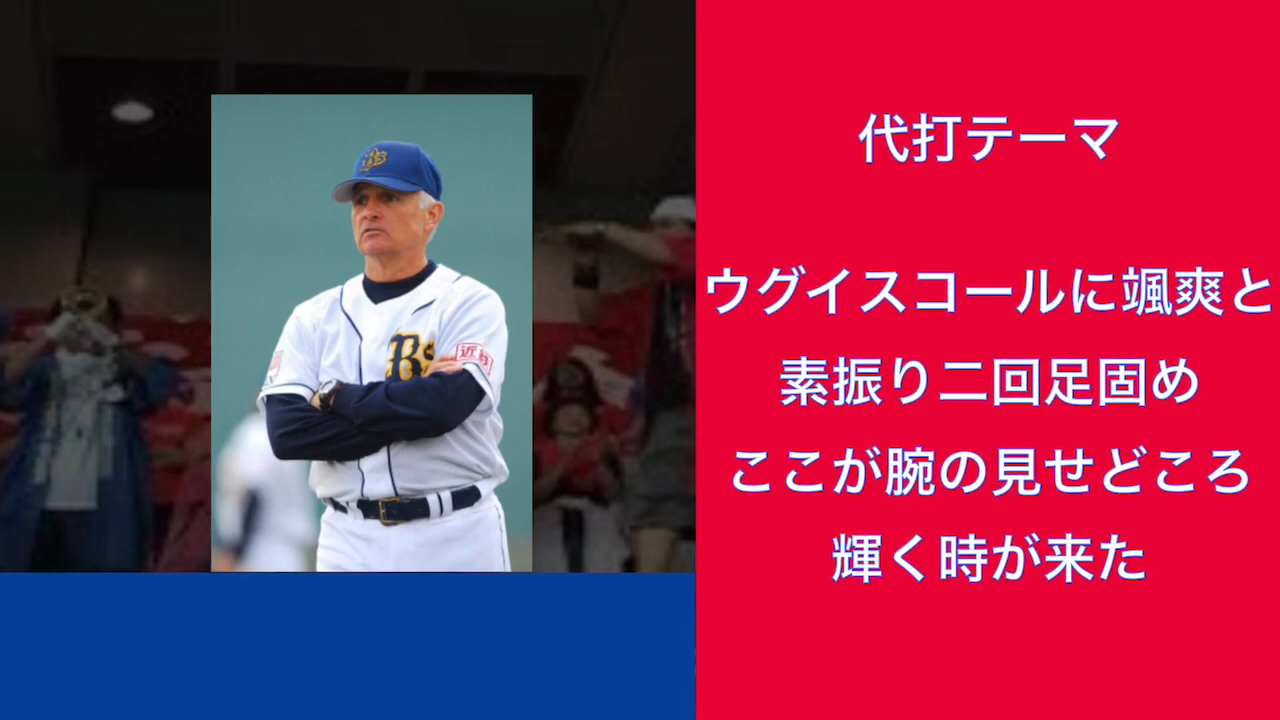 代打テーマ
ウグイスコールに颯爽と
素振り二回足固め
ここが腕の見せどころ
輝く時が来た
Bs
Bs